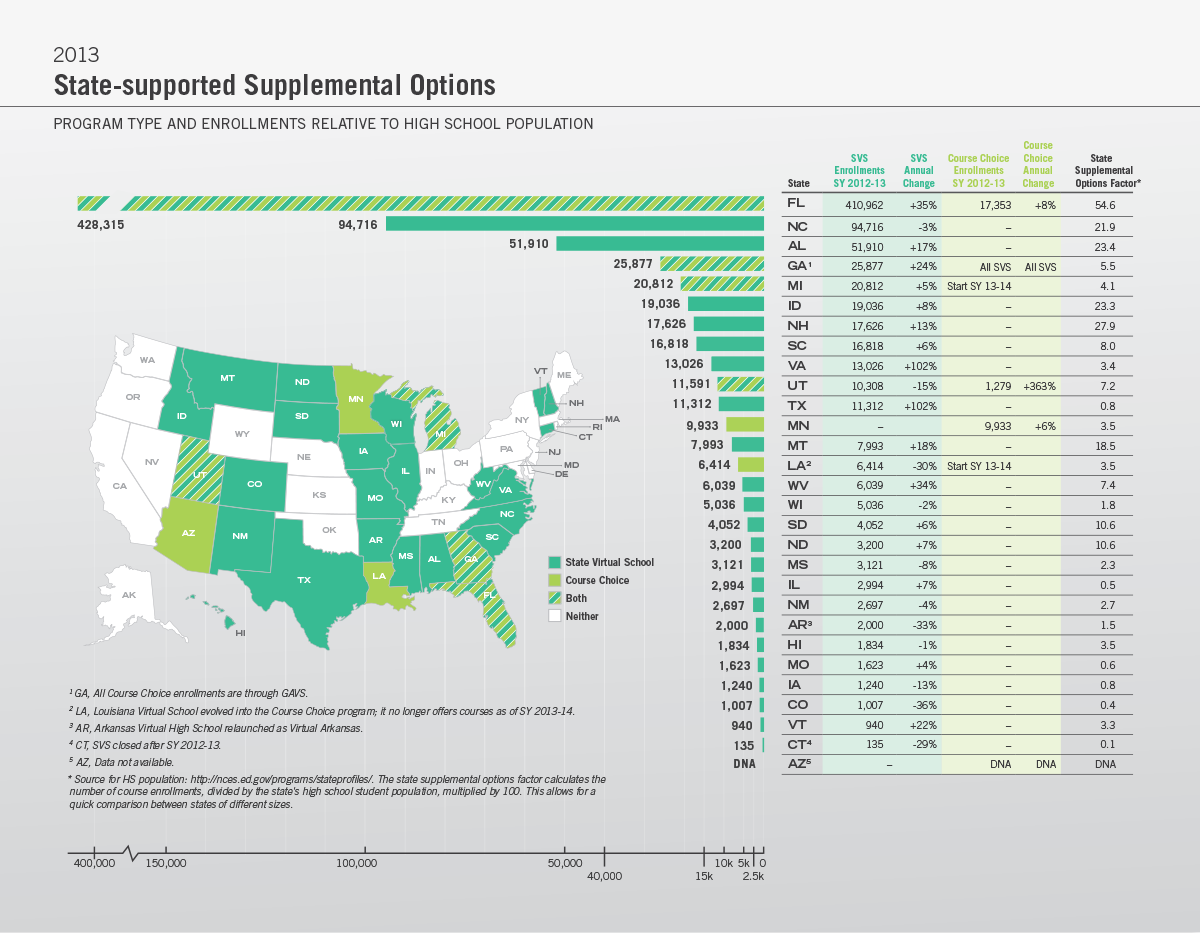 2013
State-supported Supplemental Options
PROGRAM TYPE AND ENROLLMENTS RELATIVE TO HIGH SCHOOL POPULATION
428,315
94,716
51,910
25,877
20,812
19,036
17,626
16,818
13,026
11,591
11,312
9,933
7,993
6,414
6,039
5,036
4,052
3,200
3,121
2,994
2,697
2,000
1,834
1,623
1,240
1,007
940
135
DNA
State SVS Enrollments SY 2012-13 SVS Annual Change Course Choice Enrollments SY 2012-13 Course Choice Annual Change State Supplemental Options Factor*
FL 410,962 +35% 17,353 +8% 54.6
NC 94,716 -3% – 21.9
AL 51,910 +17% – 23.4
GA¹ 25,877 +24% All SVS All SVS 5.5
MI 20,812 +5% Start SY 13-14 4.1
ID 19,036 +8% – 23.3
NH 17,626 +13% – 27.9
SC 16,818 +6% – 8.0
VA 13,026 +102% – 3.4
UT 10,308 -15% 1,279 +363% 7.2
TX 11,312 +102% – 0.8
MN – 9,933 +6% 3.5
MT 7,993 +18% – 18.5
LA² 6,414 -30% Start SY 13-14 3.5
WV 6,039 +34% – 7.4
WI 5,036 -2% – 1.8
SD 4,052 +6% – 10.6
ND 3,200 +7% – 10.6
MS 3,121 -8% – 2.3
IL 2,994 +7% – 0.5
NM 2,697 -4% – 2.7
AR³ 2,000 -33% – 1.5
HI 1,834 -1% – 3.5
MO 1,623 +4% – 0.6
IA 1,240 -13% – 0.8
CO 1,007 -36% – 0.4
VT 940 +22% – 3.3
CT⁴ 135 -29% – 0.1
AZ⁵ – DNA DNA DNA
WA
OR
CA
NV
ID
MT
WY
UT
AZ
CO
NM
ND
SD
NE
KS
OK
TX
MN
IA
MO
AR
LA
WI
IL
MI
IN
OH
KY
TN
MS
AL
GA
FL
SC
NC
VA
WV
PA
NY
VT
ME
NH
MA
RI
CT
NJ
MD
DE
AK
HI
State Virtual School
Course Choice
Both
Neither
¹ GA, All Course Choice enrollments are through GAVS.
² LA, Louisiana Virtual School evolved into the Course Choice program; it no longer offers courses as of SY 2013-14.
³ AR, Arkansas Virtual High School relaunched as Virtual Arkansas.
⁴ CT, SVS closed after SY 2012-13.
⁵ AZ, Data not available.
* Source for HS population: http://nces.ed.gov/programs/stateprofiles/. The state supplemental options factor calculates the
number of course enrollments, divided by the state's high school student population, multiplied by 100. This allows for a
quick comparison between states of different sizes.
400,000 150,000 100,000 50,000 10k 5k 0
40,000 15k 2.5k